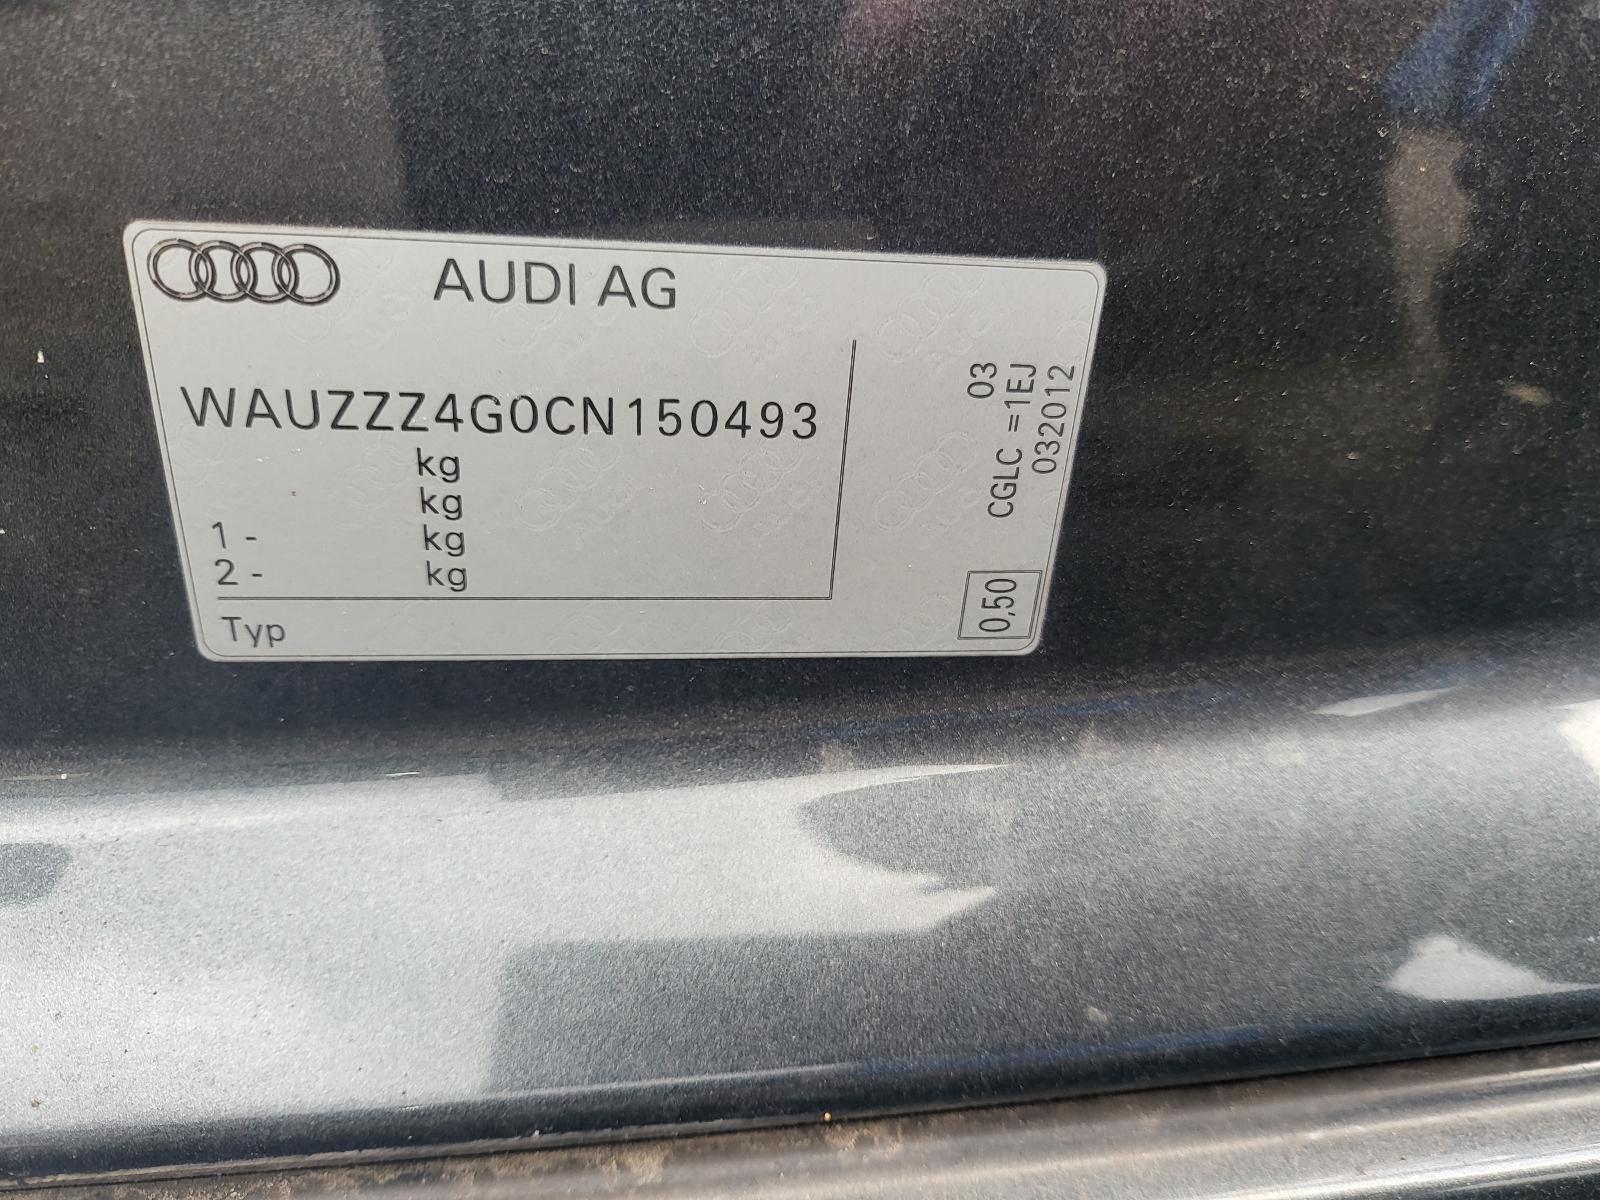 AUDI AG
WAUZZZ4G0CN150493
kg
kg
1 - kg
2 - kg
Typ
03
CGLC =1EJ
032012
0,50